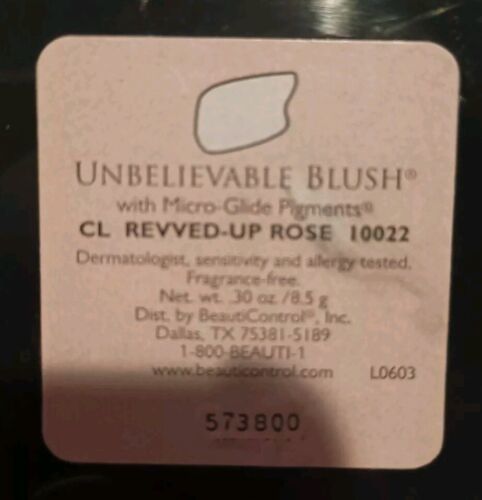 UNBELIEVABLE BLUSH®
with Micro-Glide Pigments®
CL REVVED-UP ROSE 10022
Dermatologist, sensitivity and allergy tested.
Fragrance-free.
Net. wt. .30 oz./8.5 g
Dist. by BeautiControl®, Inc.
Dallas, TX 75381-5189
1-800-BEAUTI-1
www.beauticontrol.com L0603
573800